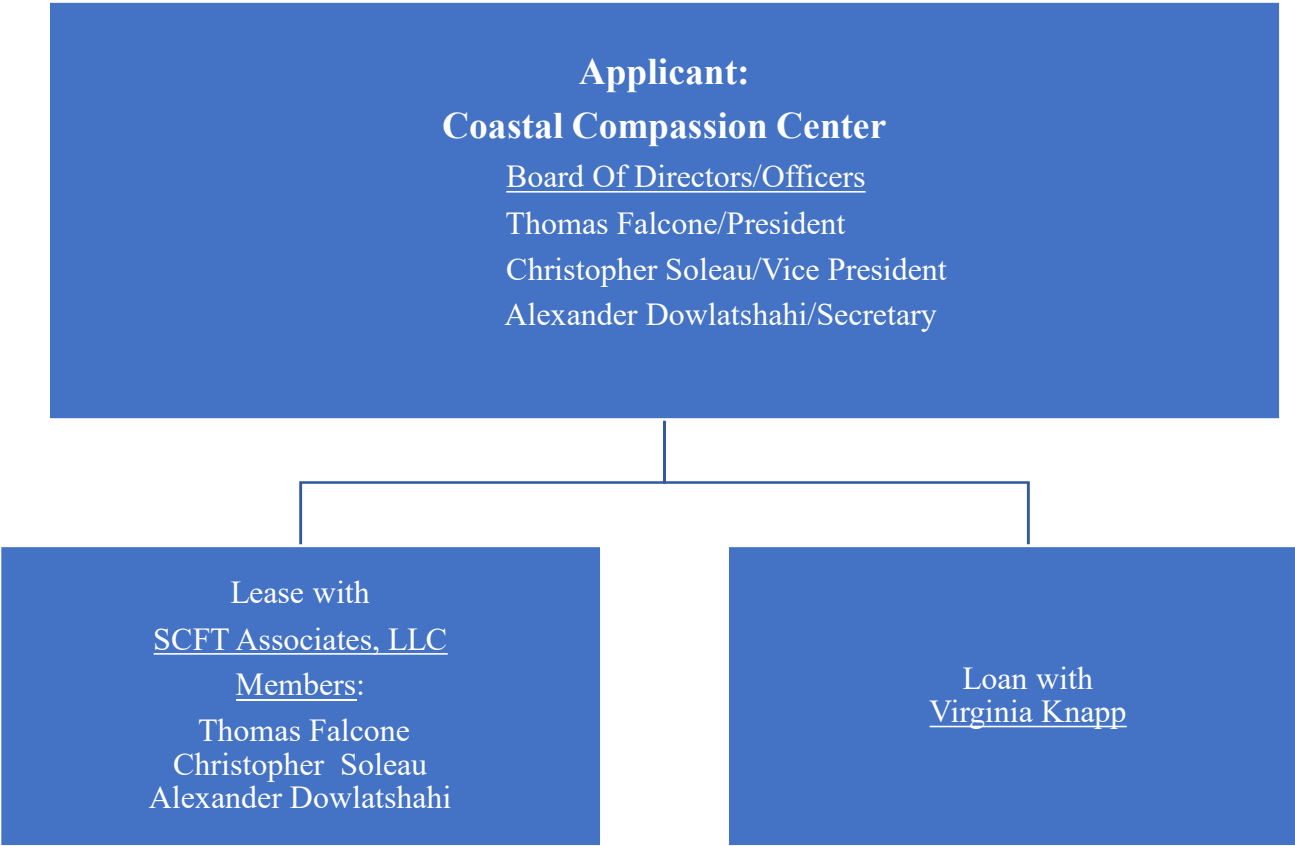 Applicant:
Coastal Compassion Center
Board Of Directors/Officers
Thomas Falcone/President
Christopher Soleau/Vice President
Alexander Dowlatshahi/Secretary
Lease with
SCFT Associates, LLC
Members:
Thomas Falcone
Christopher  Soleau
Alexander Dowlatshahi
Loan with
Virginia Knapp